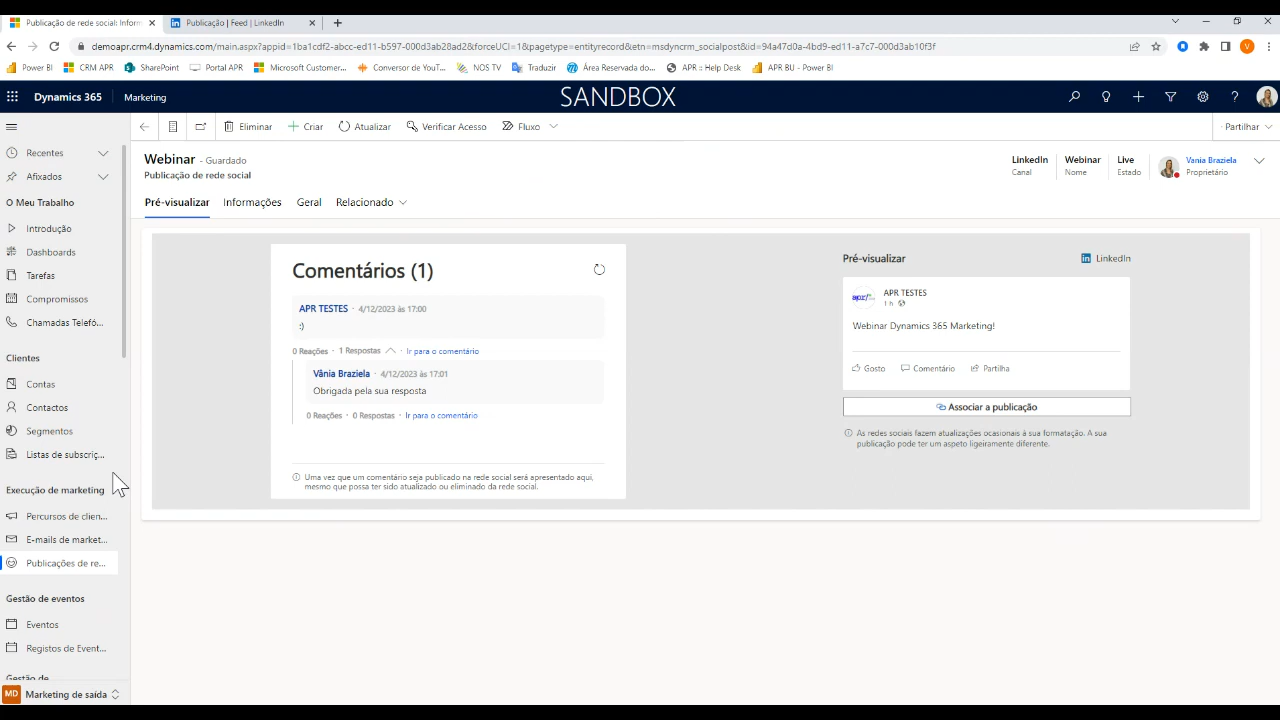 Publicação de rede social: Inform
Publicação | Feed | LinkedIn
demoapr.crm4.dynamics.com/main.aspx?appid=1ba1cdf2-abcc-ed11-b597-000d3ab28ad2&forceUCI=1&pagetype=entityrecord&etn=msdyncrm_socialpost&id=94a47d0a-4bd9-ed11-a7c7-000d3ab10f3f
Power BI
CRM APR
SharePoint
Portal APR
Microsoft Customer...
Conversor de YouT...
NOS TV
Traduzir
Área Reservada do...
APR :: Help Desk
APR BU - Power BI
Dynamics 365
Marketing
SANDBOX
Eliminar
Criar
Atualizar
Verificar Acesso
Fluxo
Partilhar
Recentes
Afixados
O Meu Trabalho
Introdução
Dashboards
Tarefas
Compromissos
Chamadas Telefó...
Clientes
Contas
Contactos
Segmentos
Listas de subscriç...
Execução de marketing
Percursos de clien...
E-mails de market...
Publicações de re...
Gestão de eventos
Eventos
Registos de Event...
Gestão de
MD Marketing de saída
Webinar - Guardado
Publicação de rede social
LinkedIn
Canal
Webinar
Nome
Live
Estado
Vania Braziela
Proprietário
Pré-visualizar
Informações
Geral
Relacionado
Comentários (1)
APR TESTES · 4/12/2023 às 17:00
:)
0 Reações · 1 Respostas · Ir para o comentário
Vânia Braziela · 4/12/2023 às 17:01
Obrigada pela sua resposta
0 Reações · 0 Respostas · Ir para o comentário
Uma vez que um comentário seja publicado na rede social será apresentado aqui,
mesmo que possa ter sido atualizado ou eliminado da rede social.
Pré-visualizar
LinkedIn
apr/
APR TESTES
1 h
Webinar Dynamics 365 Marketing!
Gosto
Comentário
Partilha
Associar a publicação
As redes sociais fazem atualizações ocasionais à sua formatação. A sua
publicação pode ter um aspeto ligeiramente diferente.